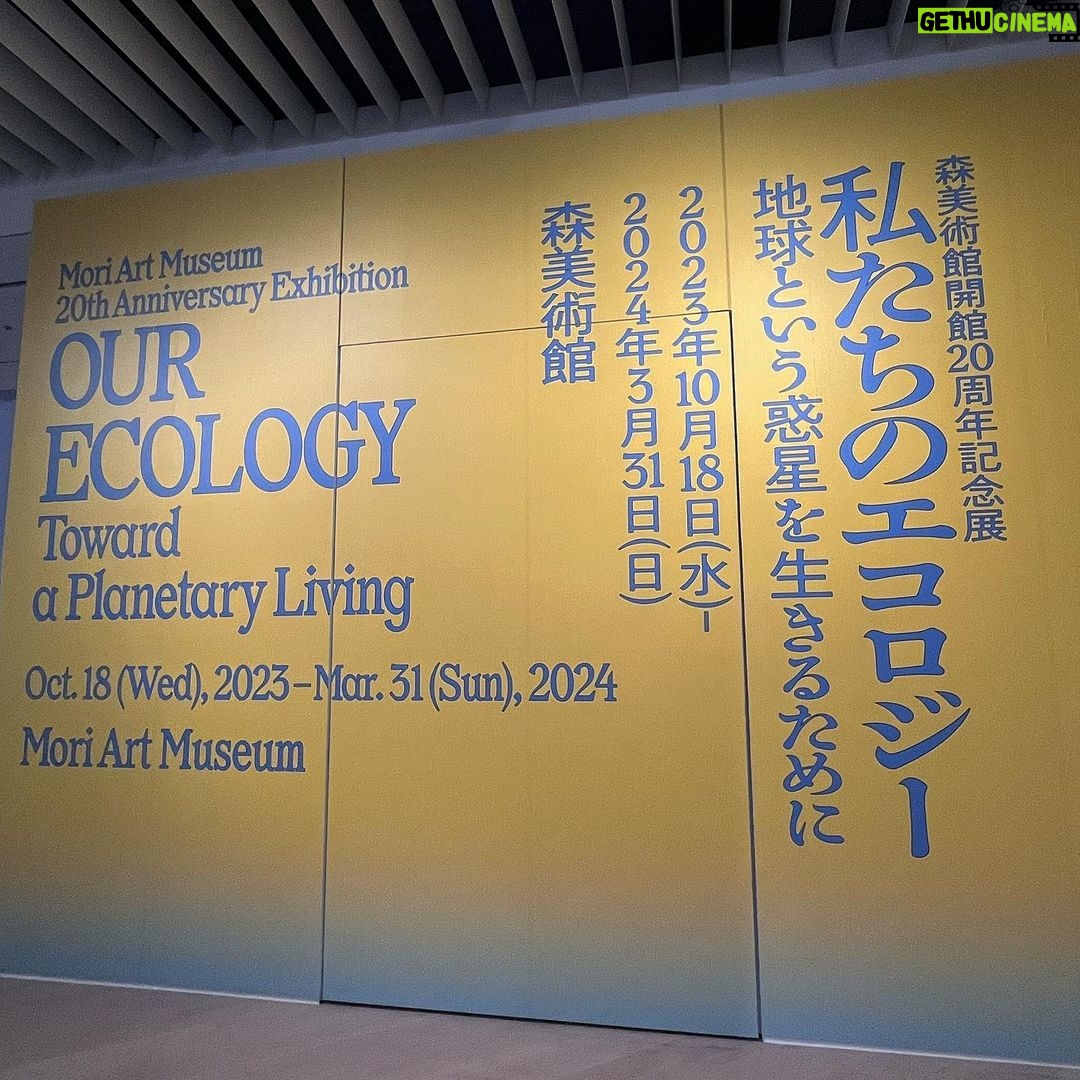 GETHUCINEMA
Mori Art Museum
20th Anniversary Exhibition
OUR
ECOLOGY
Toward
a Planetary Living
Oct. 18 (Wed), 2023–Mar. 31 (Sun), 2024
Mori Art Museum
森美術館開館20周年記念展
私たちのエコロジー
地球という惑星を生きるために
2023年10月18日(水)–
2024年3月31日(日)
森美術館